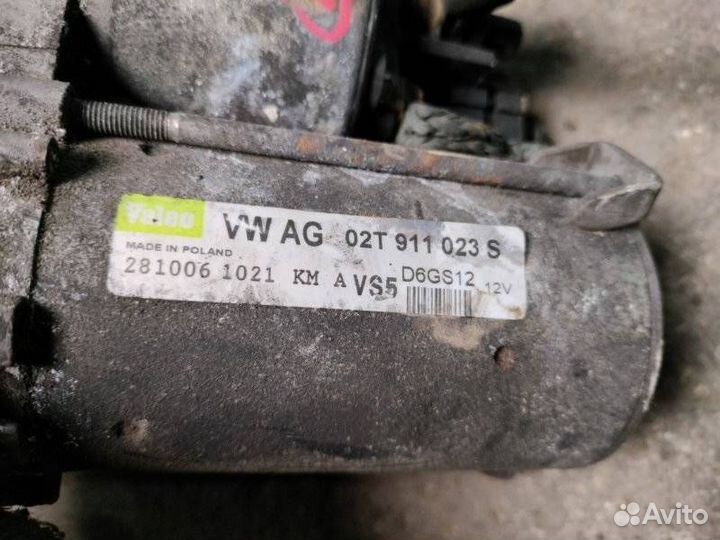 Valeo VW AG 02T 911 023 S
MADE IN POLAND
281006 1021 KM A VS5 D6GS12 12V
Avito